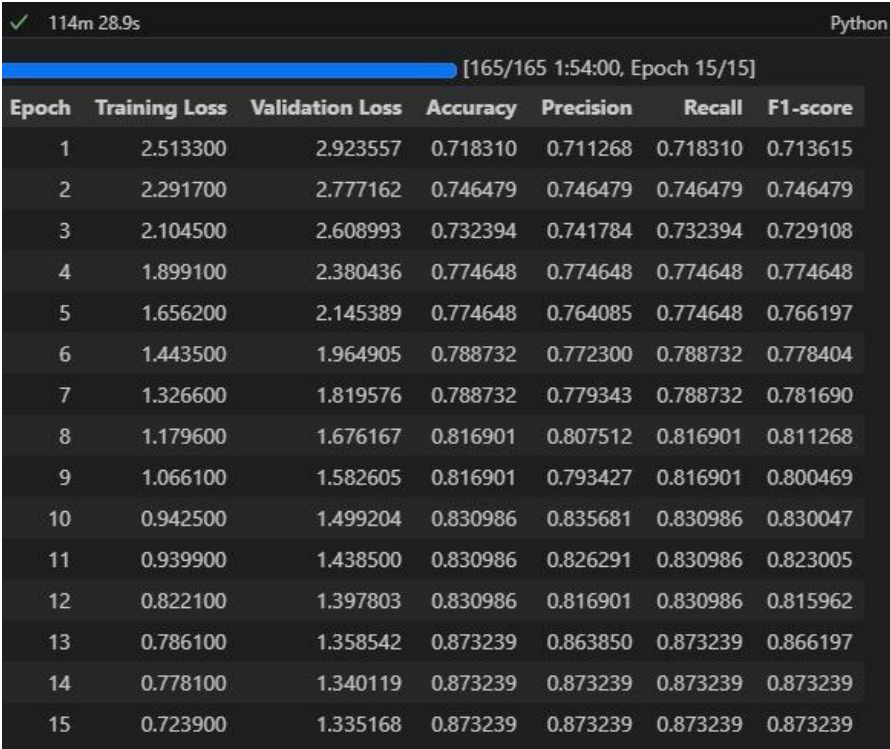 ✓ 114m 28.9s Python
[165/165 1:54:00, Epoch 15/15]
Epoch Training Loss Validation Loss Accuracy Precision Recall F1-score
1 2.513300 2.923557 0.718310 0.711268 0.718310 0.713615
2 2.291700 2.777162 0.746479 0.746479 0.746479 0.746479
3 2.104500 2.608993 0.732394 0.741784 0.732394 0.729108
4 1.899100 2.380436 0.774648 0.774648 0.774648 0.774648
5 1.656200 2.145389 0.774648 0.764085 0.774648 0.766197
6 1.443500 1.964905 0.788732 0.772300 0.788732 0.778404
7 1.326600 1.819576 0.788732 0.779343 0.788732 0.781690
8 1.179600 1.676167 0.816901 0.807512 0.816901 0.811268
9 1.066100 1.582605 0.816901 0.793427 0.816901 0.800469
10 0.942500 1.499204 0.830986 0.835681 0.830986 0.830047
11 0.939900 1.438500 0.830986 0.826291 0.830986 0.823005
12 0.822100 1.397803 0.830986 0.816901 0.830986 0.815962
13 0.786100 1.358542 0.873239 0.863850 0.873239 0.866197
14 0.778100 1.340119 0.873239 0.873239 0.873239 0.873239
15 0.723900 1.335168 0.873239 0.873239 0.873239 0.873239